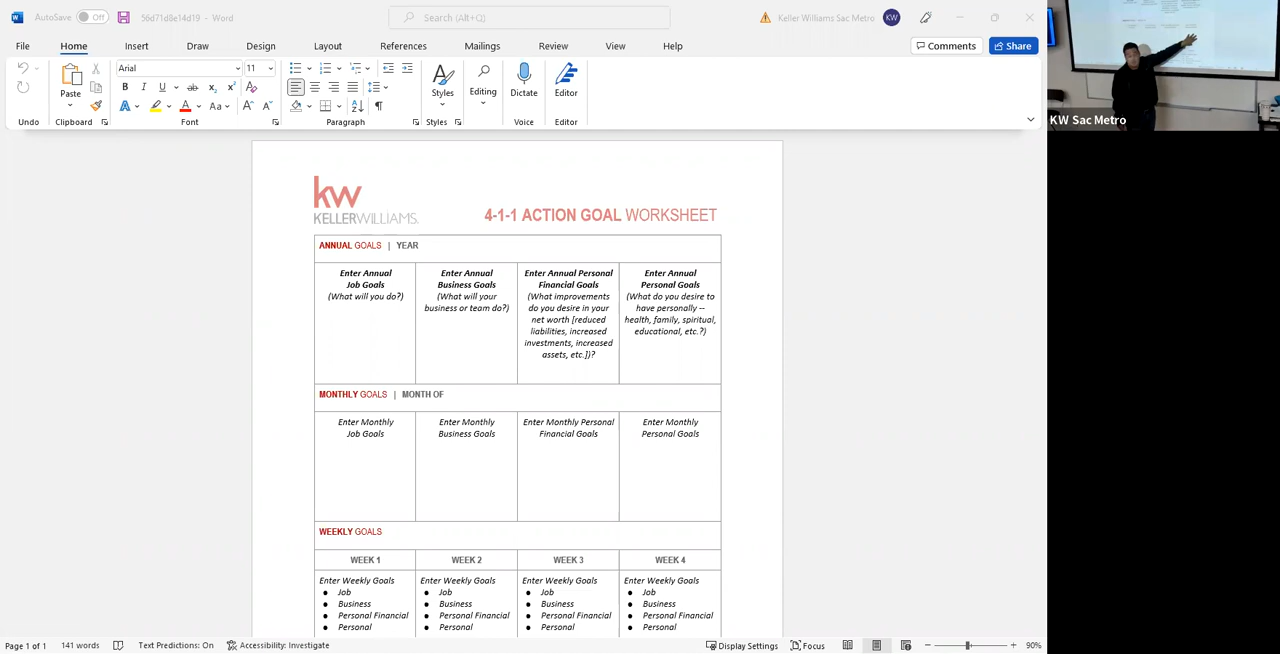 AutoSave Off 56d71d8e14d19 - Word Search (Alt+Q) Keller Williams Sac Metro KW
File Home Insert Draw Design Layout References Mailings Review View Help Comments Share
Arial 11
Paste Styles Editing Dictate Editor
B I U ab x₂ x²
A A Aa A A
Undo Clipboard Font Paragraph Styles Voice Editor
KW Sac Metro
kw
KELLERWILLIAMS.
4-1-1 ACTION GOAL WORKSHEET
ANNUAL GOALS | YEAR
Enter Annual
Job Goals
(What will you do?)
Enter Annual
Business Goals
(What will your
business or team do?)
Enter Annual Personal
Financial Goals
(What improvements
do you desire in your
net worth [reduced
liabilities, increased
investments, increased
assets, etc.])?
Enter Annual
Personal Goals
(What do you desire to
have personally --
health, family, spiritual,
educational, etc.?)
MONTHLY GOALS | MONTH OF
Enter Monthly
Job Goals
Enter Monthly
Business Goals
Enter Monthly Personal
Financial Goals
Enter Monthly
Personal Goals
WEEKLY GOALS
WEEK 1 WEEK 2 WEEK 3 WEEK 4
Enter Weekly Goals
● Job
● Business
● Personal Financial
● Personal
Enter Weekly Goals
● Job
● Business
● Personal Financial
● Personal
Enter Weekly Goals
● Job
● Business
● Personal Financial
● Personal
Enter Weekly Goals
● Job
● Business
● Personal Financial
● Personal
Page 1 of 1 141 words Text Predictions: On Accessibility: Investigate Display Settings Focus 90%